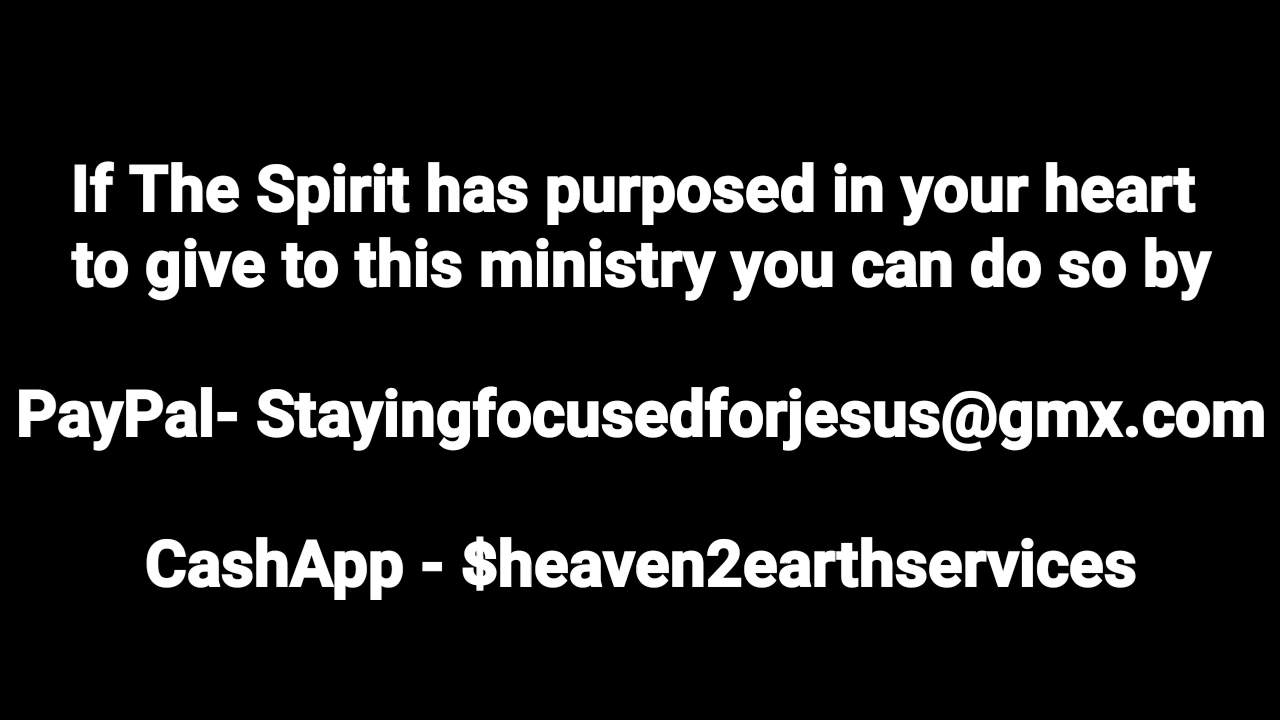 If The Spirit has purposed in your heart
to give to this ministry you can do so by
PayPal- Stayingfocusedforjesus@gmx.com
CashApp - $heaven2earthservices